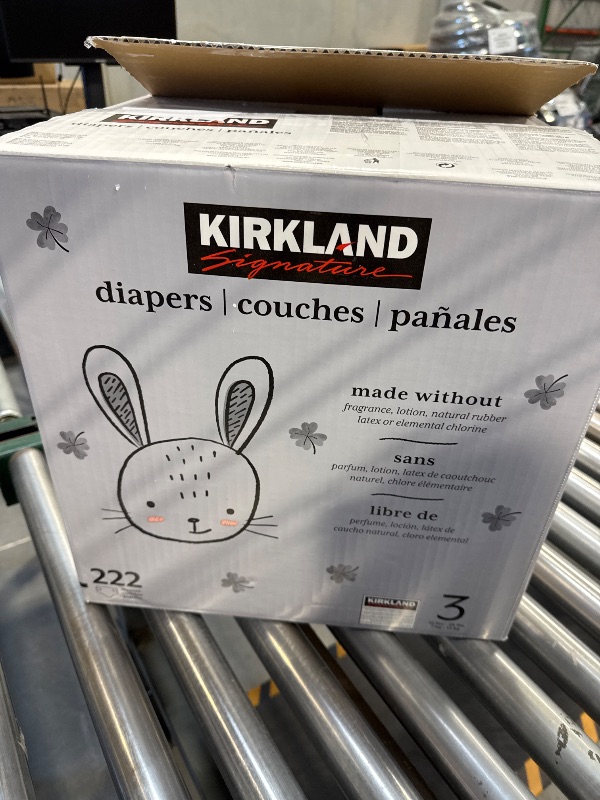 KIRKLAND
diapers | couches | pañales
KIRKLAND
Signature
diapers | couches | pañales
made without
fragrance, lotion, natural rubber
latex or elemental chlorine
sans
parfum, lotion, latex de caoutchouc
naturel, chlore élémentaire
libre de
perfume, loción, látex de
caucho natural, cloro elemental
222
KIRKLAND
3